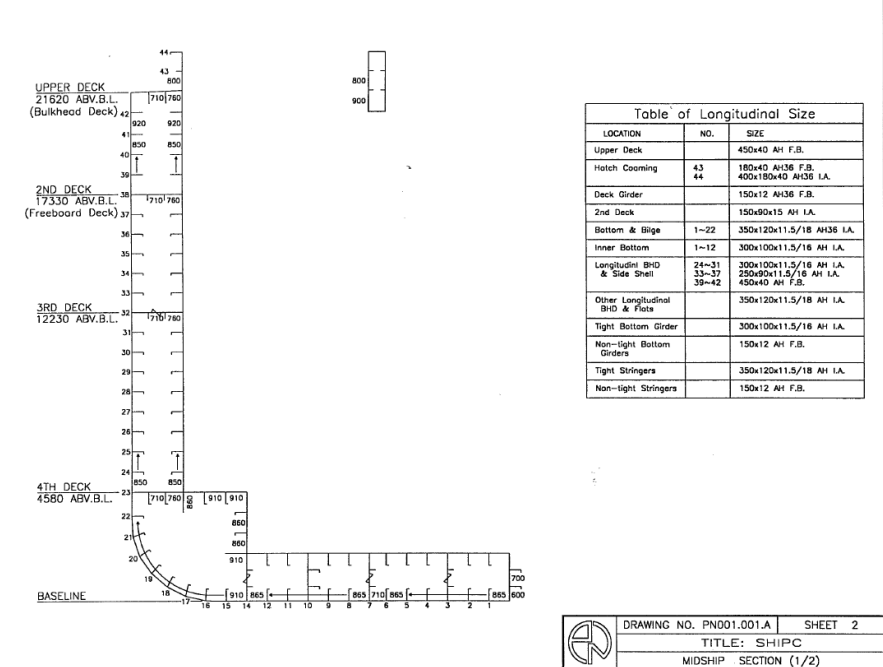 44
43
800
UPPER DECK
21620 ABV.B.L.
(Bulkhead Deck)
710 760
42
920 920
41
850 850
40
39
2ND DECK
17330 ABV.B.L.
(Freeboard Deck)
38
710 760
37
36
35
34
33
3RD DECK
12230 ABV.B.L.
32
710 760
31
30
29
28
27
26
25
24
850 850
4TH DECK
4580 ABV.B.L.
23
710 760 860 910 910
22
860
21
860
20
910
19
18
700
BASELINE
17
910 865 865 710 865 865 600
16 15 14 12 11 10 9 8 7 6 5 4 3 2 1
800
900
Table of Longitudinal Size
LOCATION NO. SIZE
Upper Deck 450x40 AH F.B.
Hatch Coaming 43 180x40 AH36 F.B.
44 400x180x40 AH36 I.A.
Deck Girder 150x12 AH36 F.B.
2nd Deck 150x90x15 AH I.A.
Bottom & Bilge 1~22 350x120x11.5/18 AH36 I.A.
Inner Bottom 1~12 300x100x11.5/16 AH I.A.
Longitudinl BHD 24~31 300x100x11.5/16 AH I.A.
& Side Shell 33~37 250x90x11.5/16 AH I.A.
39~42 450x40 AH F.B.
Other Longitudinal 350x120x11.5/18 AH I.A.
BHD & Flats
Tight Bottom Girder 300x100x11.5/16 AH I.A.
Non-tight Bottom 150x12 AH F.B.
Girders
Tight Stringers 350x120x11.5/18 AH I.A.
Non-tight Stringers 150x12 AH F.B.
DRAWING NO. PN001.001.A SHEET 2
TITLE: SHIPC
MIDSHIP SECTION (1/2)